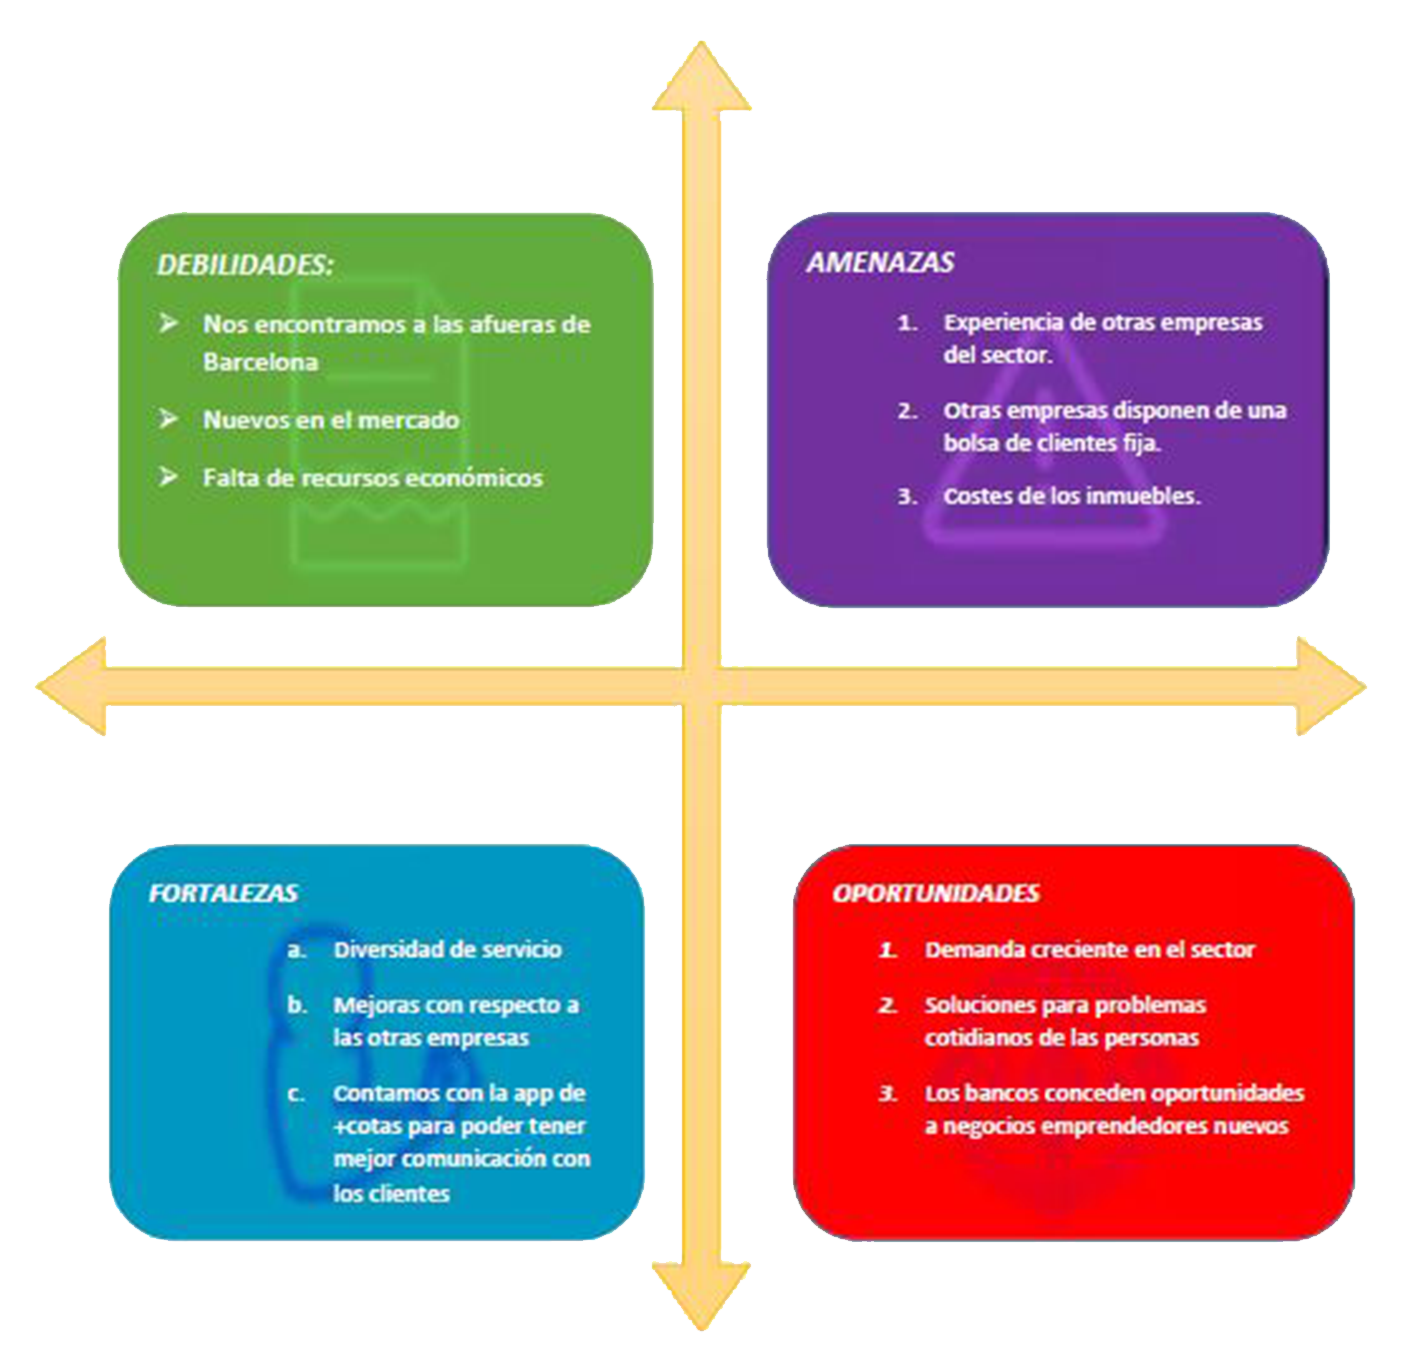 DEBILIDADES:
➢ Nos encontramos a las afueras de
Barcelona
➢ Nuevos en el mercado
➢ Falta de recursos económicos
AMENAZAS
1. Experiencia de otras empresas
del sector.
2. Otras empresas disponen de una
bolsa de clientes fija.
3. Costes de los inmuebles.
FORTALEZAS
a. Diversidad de servicio
b. Mejoras con respecto a
las otras empresas
c. Contamos con la app de
+cotas para poder tener
mejor comunicación con
los clientes
OPORTUNIDADES
1. Demanda creciente en el sector
2. Soluciones para problemas
cotidianos de las personas
3. Los bancos conceden oportunidades
a negocios emprendedores nuevos